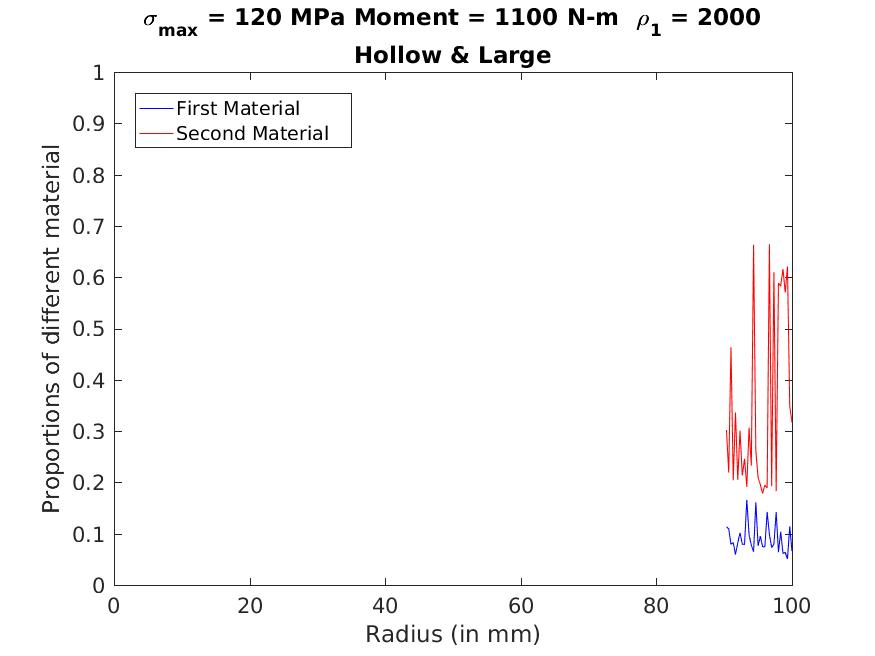 σmax = 120 MPa Moment = 1100 N-m ρ1 = 2000
Hollow & Large
First Material
Second Material
Proportions of different material
1
0.9
0.8
0.7
0.6
0.5
0.4
0.3
0.2
0.1
0
0 20 40 60 80 100
Radius (in mm)